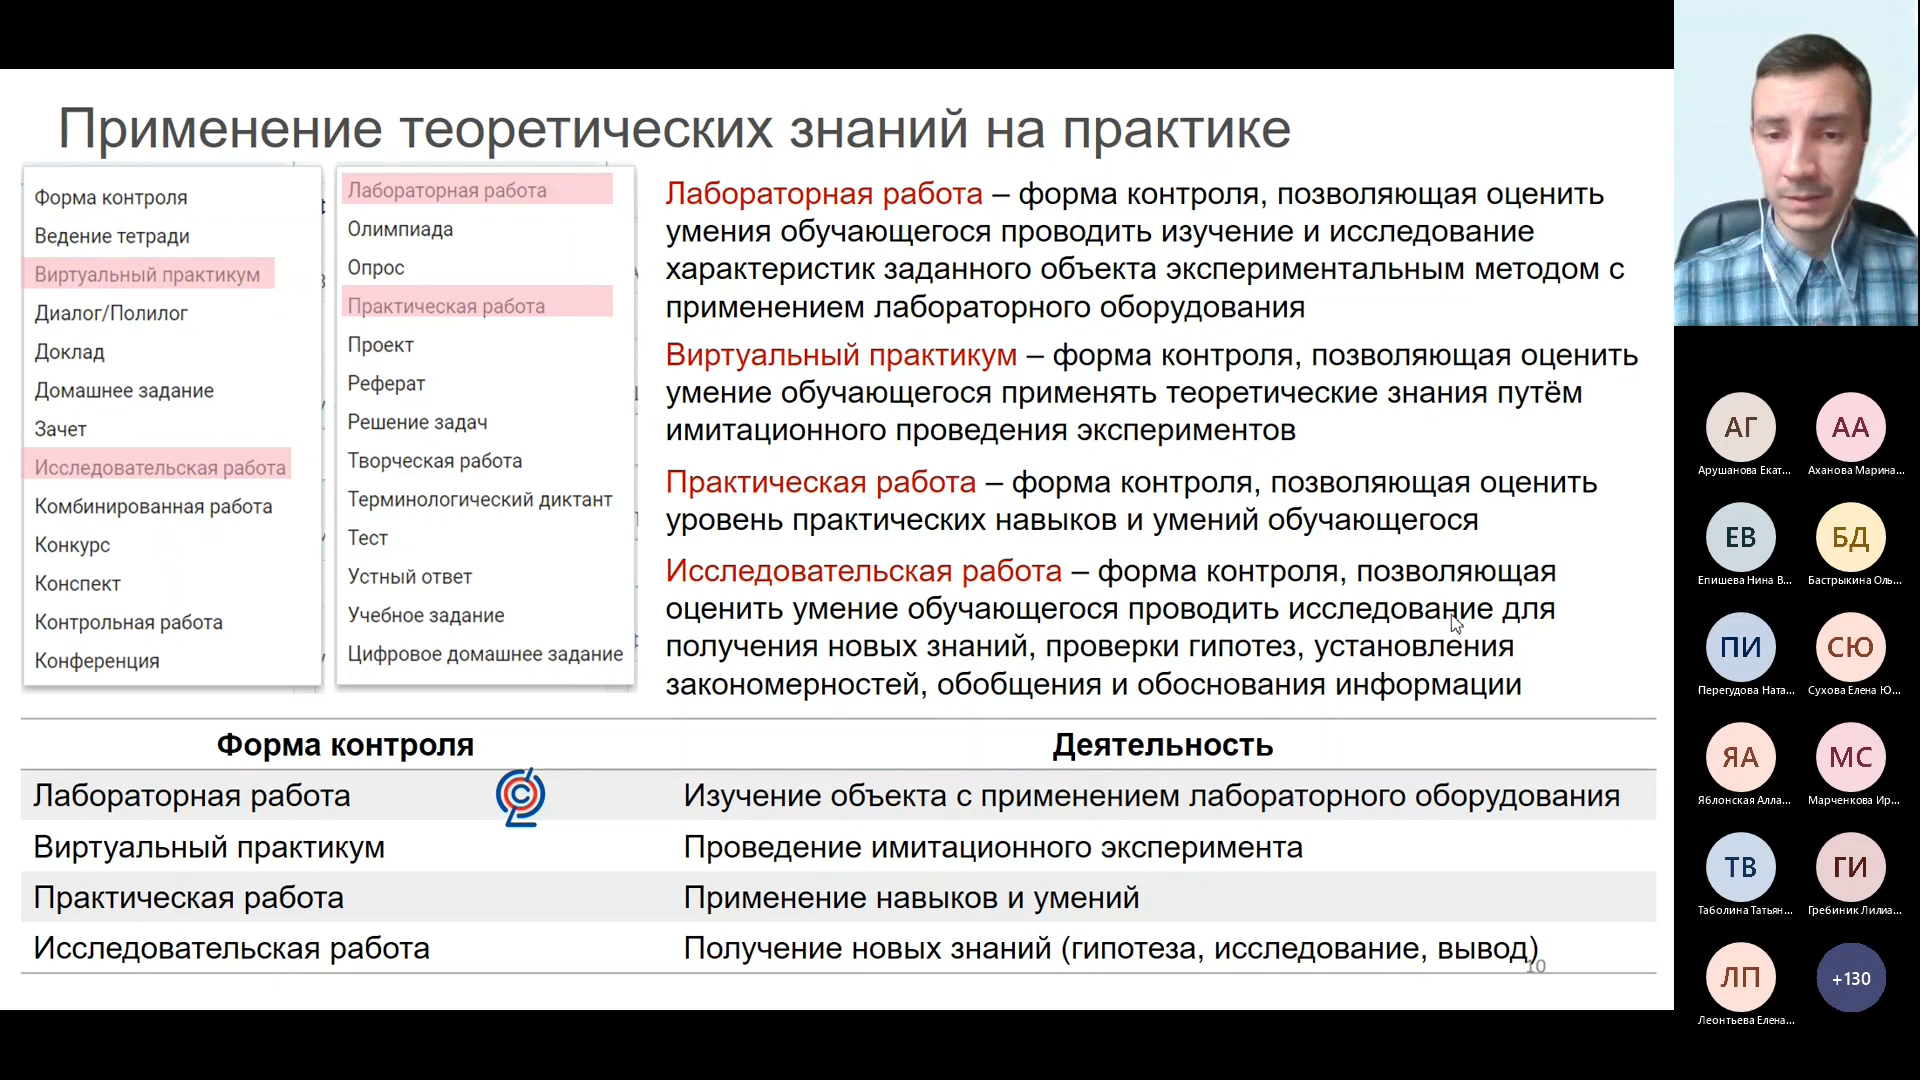 Применение теоретических знаний на практике
Форма контроля
Ведение тетради
Виртуальный практикум
Диалог/Полилог
Доклад
Домашнее задание
Зачет
Исследовательская работа
Комбинированная работа
Конкурс
Конспект
Контрольная работа
Конференция
Лабораторная работа
Олимпиада
Опрос
Практическая работа
Проект
Реферат
Решение задач
Творческая работа
Терминологический диктант
Тест
Устный ответ
Учебное задание
Цифровое домашнее задание
Лабораторная работа – форма контроля, позволяющая оценить
умения обучающегося проводить изучение и исследование
характеристик заданного объекта экспериментальным методом с
применением лабораторного оборудования
Виртуальный практикум – форма контроля, позволяющая оценить
умение обучающегося применять теоретические знания путём
имитационного проведения экспериментов
Практическая работа – форма контроля, позволяющая оценить
уровень практических навыков и умений обучающегося
Исследовательская работа – форма контроля, позволяющая
оценить умение обучающегося проводить исследование для
получения новых знаний, проверки гипотез, установления
закономерностей, обобщения и обоснования информации
Форма контроля Деятельность
Лабораторная работа Изучение объекта с применением лабораторного оборудования
Виртуальный практикум Проведение имитационного эксперимента
Практическая работа Применение навыков и умений
Исследовательская работа Получение новых знаний (гипотеза, исследование, вывод)
10
АГ АА
Арушанова Екат... Аханова Марина...
ЕВ БД
Епишева Нина В... Бастрыкина Оль...
ПИ СЮ
Перегудова Ната... Сухова Елена Ю...
ЯА МС
Яблонская Алла... Марченкова Ир...
ТВ ГИ
Таболина Татьян... Гребиник Лилиа...
ЛП +130
Леонтьева Елена...